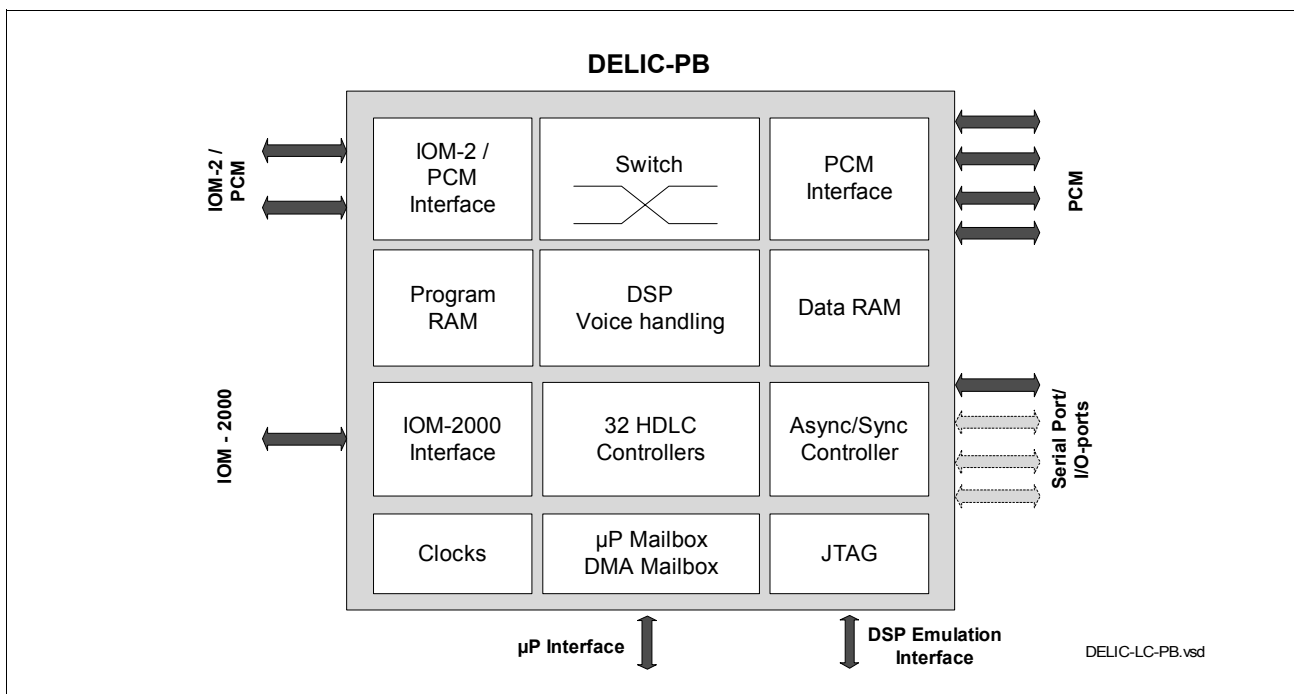 DELIC-PB
IOM-2 /
PCM
IOM-2 /
PCM
Interface
Switch
PCM
Interface
PCM
Program
RAM
DSP
Voice handling
Data RAM
IOM - 2000
IOM-2000
Interface
32 HDLC
Controllers
Async/Sync
Controller
Serial Port/
I/O-ports
Clocks
µP Mailbox
DMA Mailbox
JTAG
µP Interface
DSP Emulation
Interface
DELIC-LC-PB.vsd